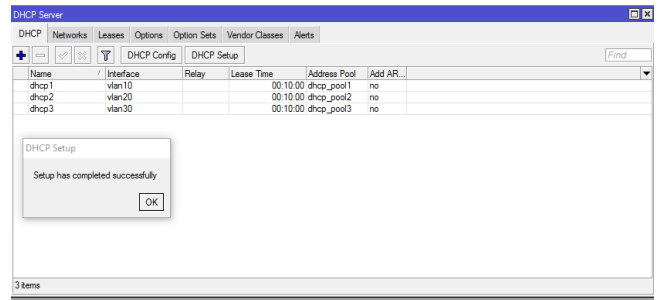 DHCP Server
DHCP Networks Leases Options Option Sets Vendor Classes Alerts
DHCP Config DHCP Setup Find
Name / Interface Relay Lease Time Address Pool Add AR...
dhcp1 vlan10 00:10:00 dhcp_pool1 no
dhcp2 vlan20 00:10:00 dhcp_pool2 no
dhcp3 vlan30 00:10:00 dhcp_pool3 no
DHCP Setup
Setup has completed successfully
OK
3 items